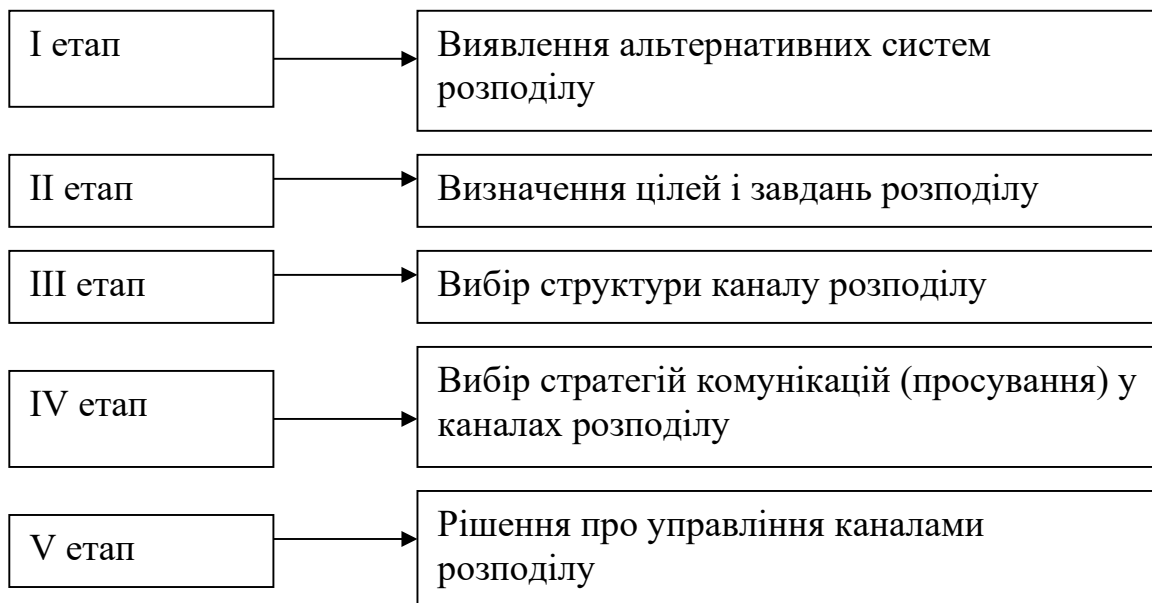 I етап
Виявлення альтернативних систем
розподілу
II етап
Визначення цілей і завдань розподілу
III етап
Вибір структури каналу розподілу
IV етап
Вибір стратегій комунікацій (просування) у
каналах розподілу
V етап
Рішення про управління каналами
розподілу